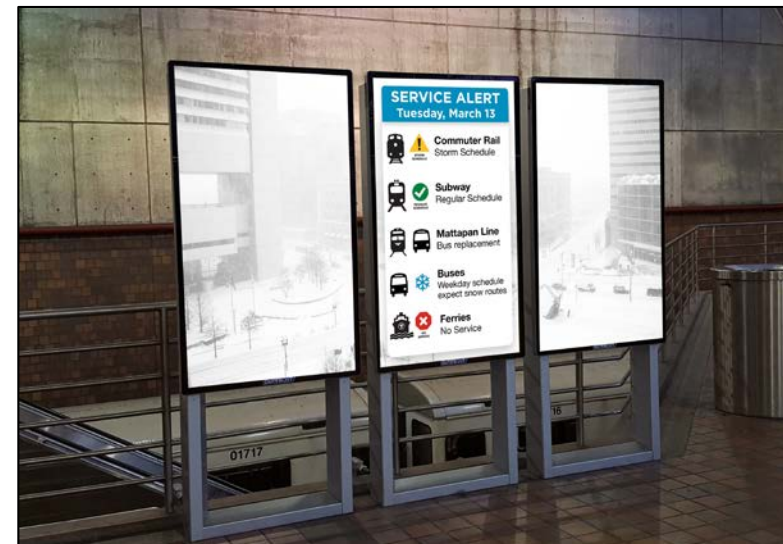 SERVICE ALERT
Tuesday, March 13
Commuter Rail
Storm Schedule
Subway
Regular Schedule
Mattapan Line
Bus replacement
Buses
Weekday schedule
expect snow routes
Ferries
No Service
01717